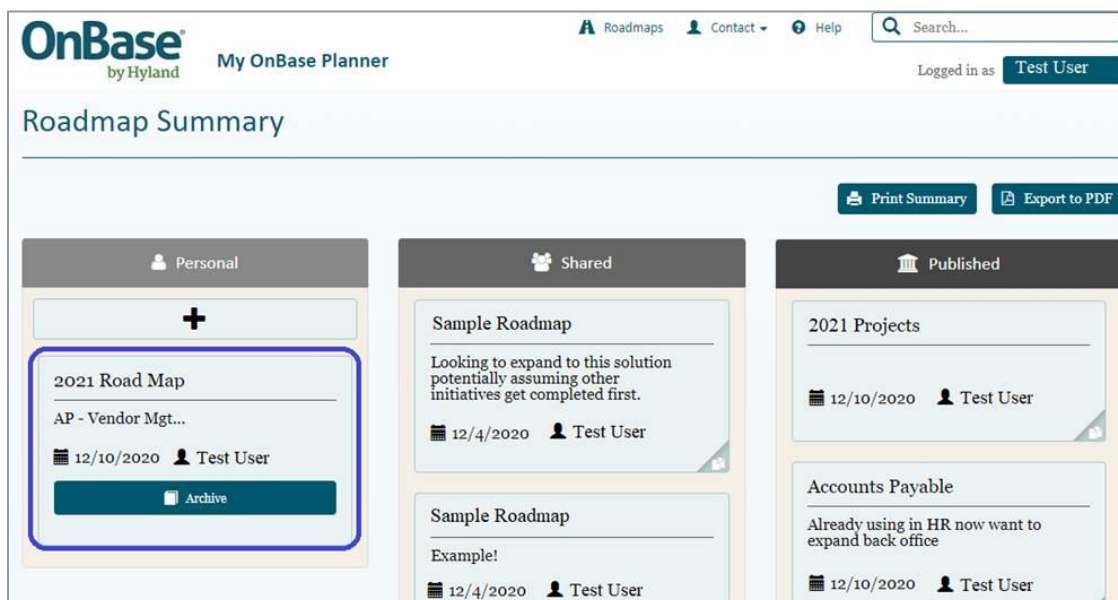 OnBase®
by Hyland
My OnBase Planner
Roadmaps
Contact
Help
Search...
Logged in as
Test User
Roadmap Summary
Print Summary
Export to PDF
Personal
2021 Road Map
AP - Vendor Mgt...
12/10/2020 Test User
Archive
Shared
Sample Roadmap
Looking to expand to this solution
potentially assuming other
initiatives get completed first.
12/4/2020 Test User
Sample Roadmap
Example!
12/4/2020 Test User
Published
2021 Projects
12/10/2020 Test User
Accounts Payable
Already using in HR now want to
expand back office
12/10/2020 Test User